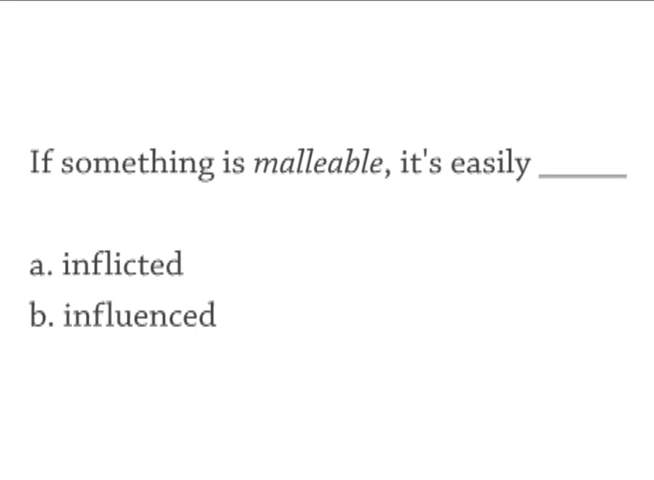 If something is malleable, it's easily ______
a. inflicted
b. influenced